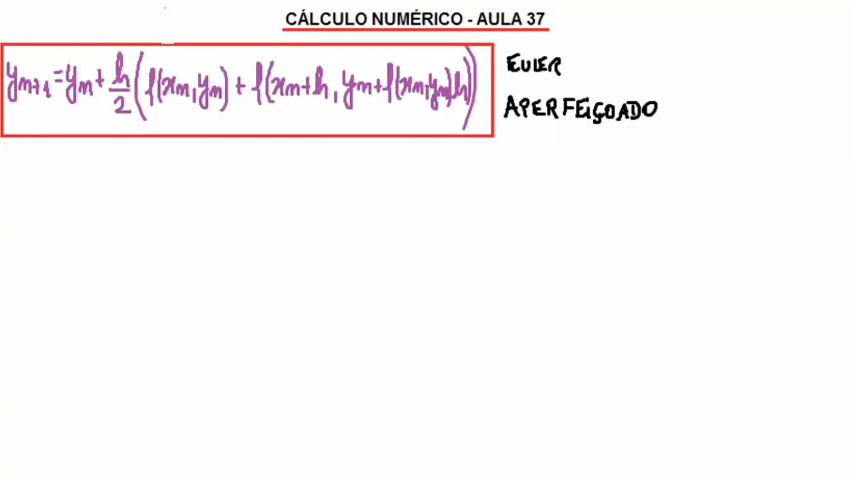 CÁLCULO NUMÉRICO - AULA 37
yₙ₊₁ = yₙ + h/2 (f(xₙ, yₙ) + f(xₙ + h, yₙ + f(xₙ, yₙ)h))
EULER
APERFEIÇOADO